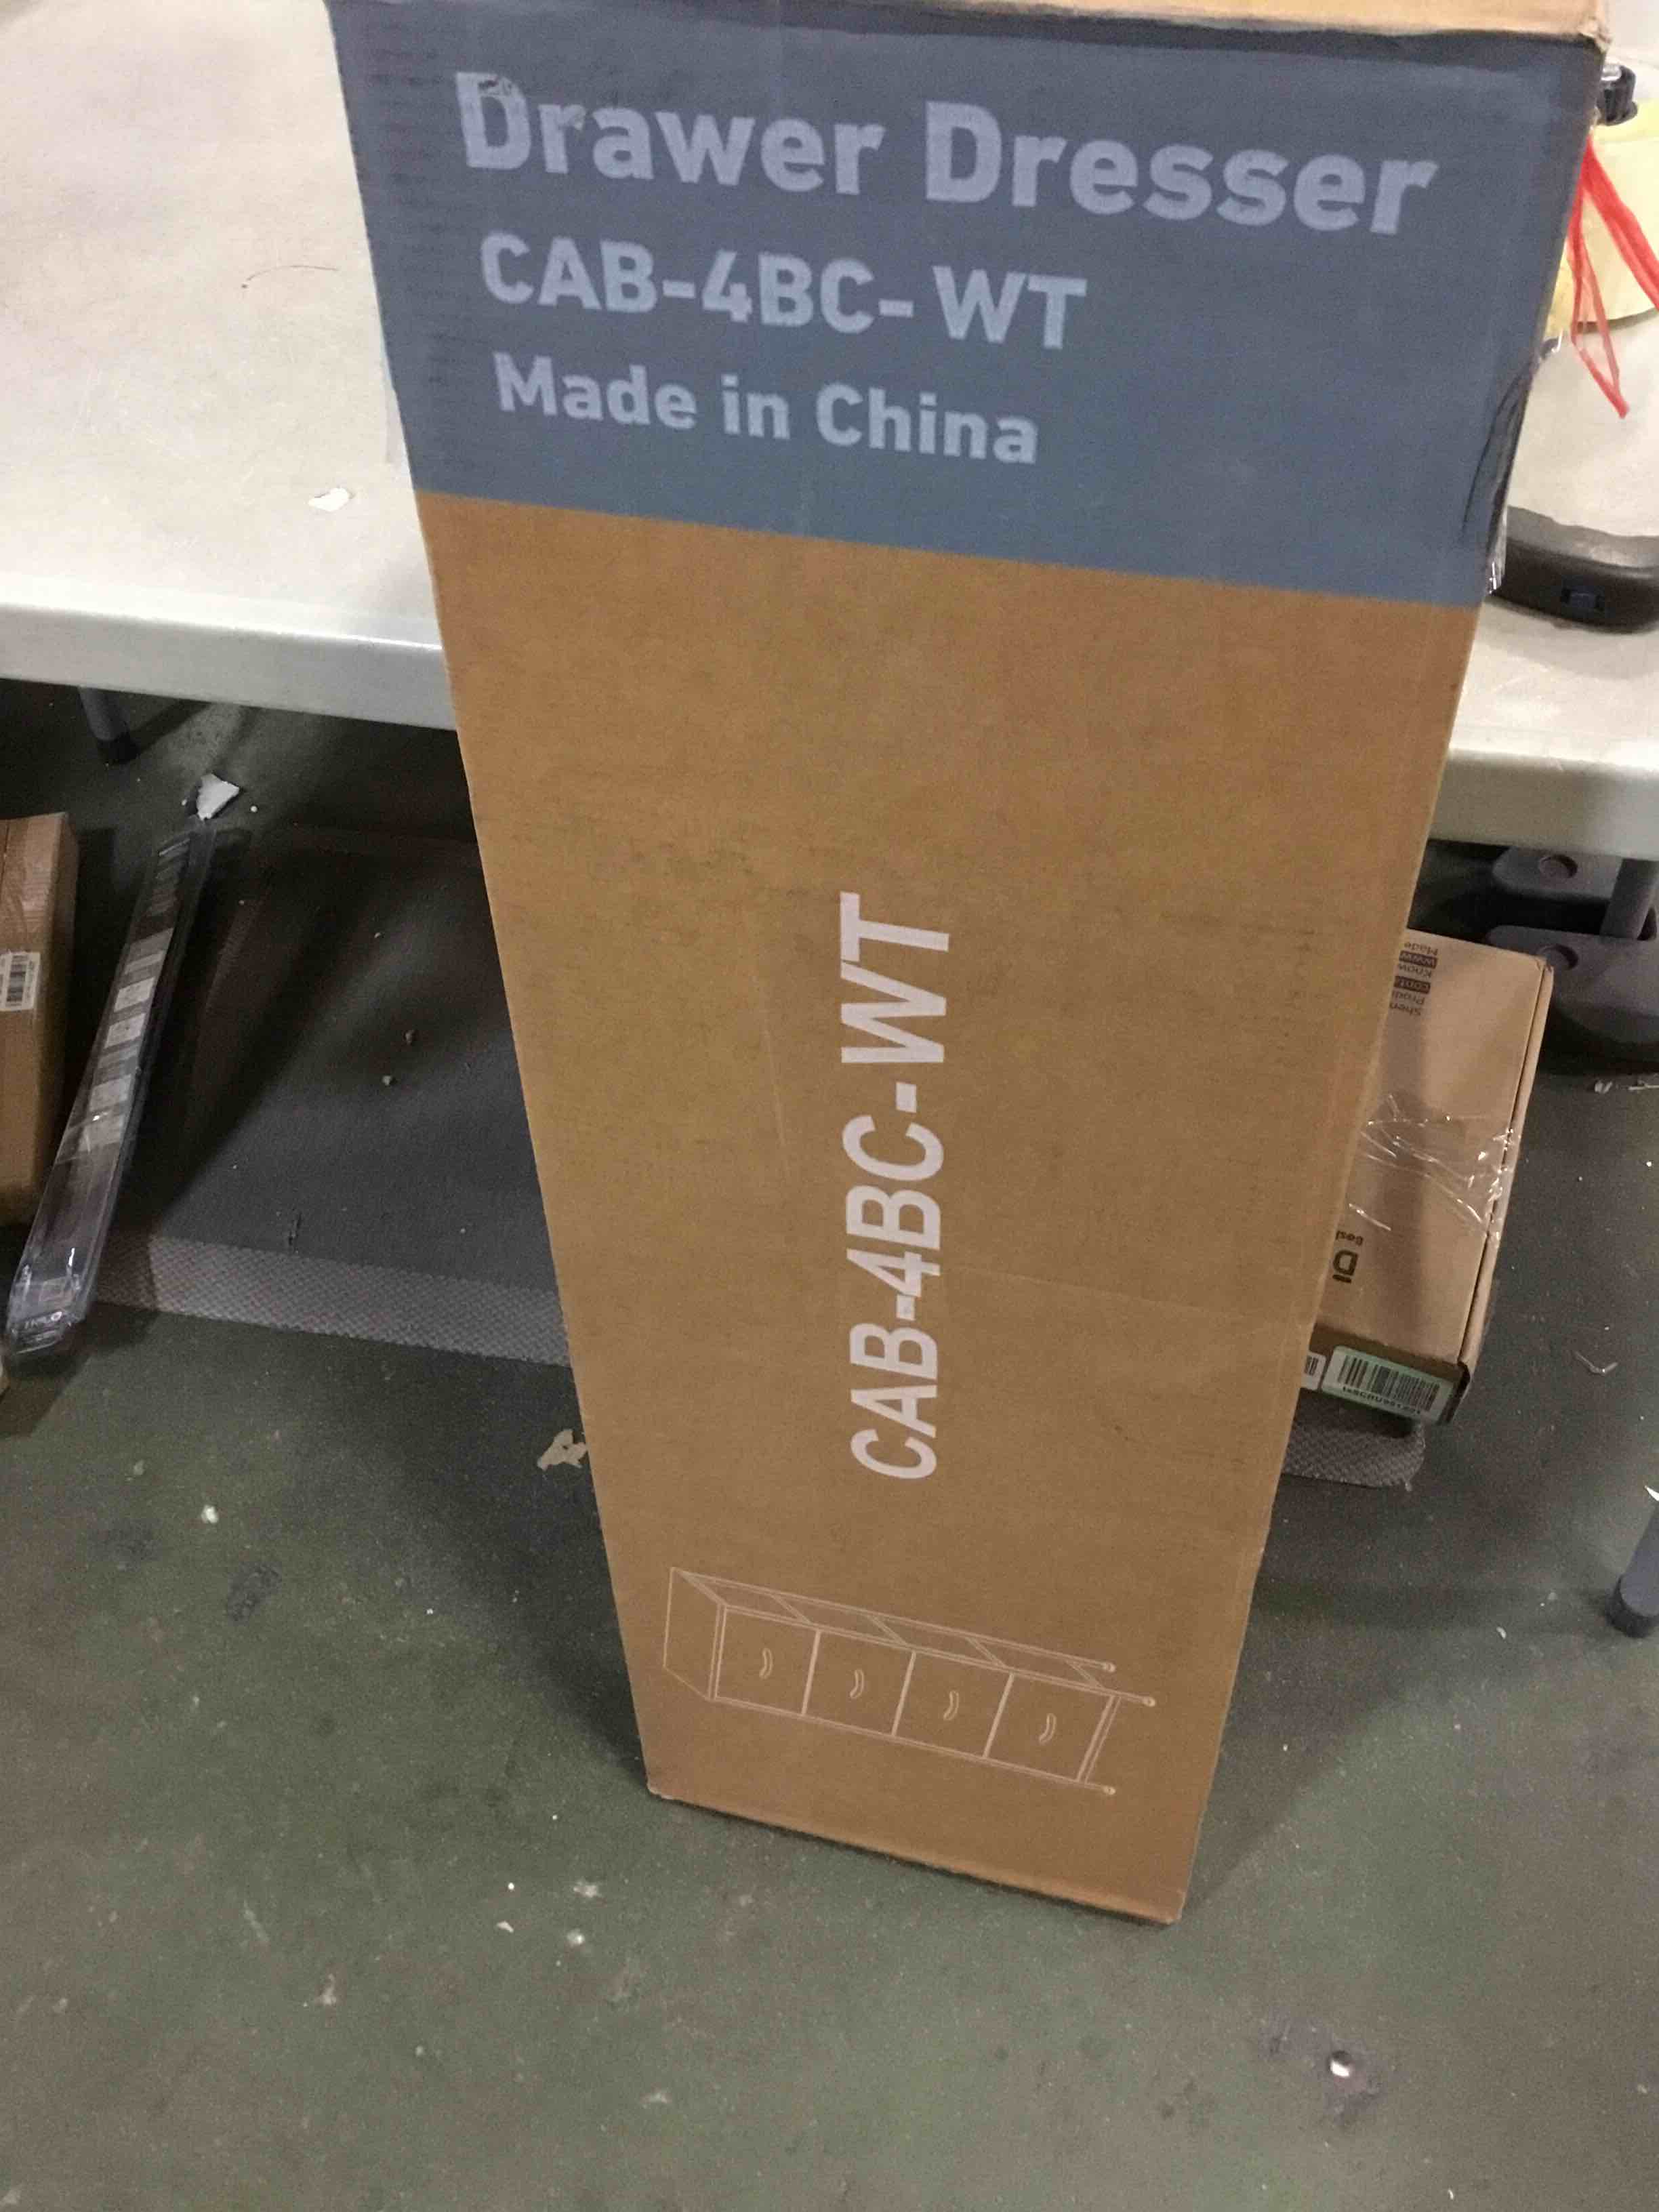 Drawer Dresser
CAB-4BC- WT
Made in China
CAB-4BC-WT